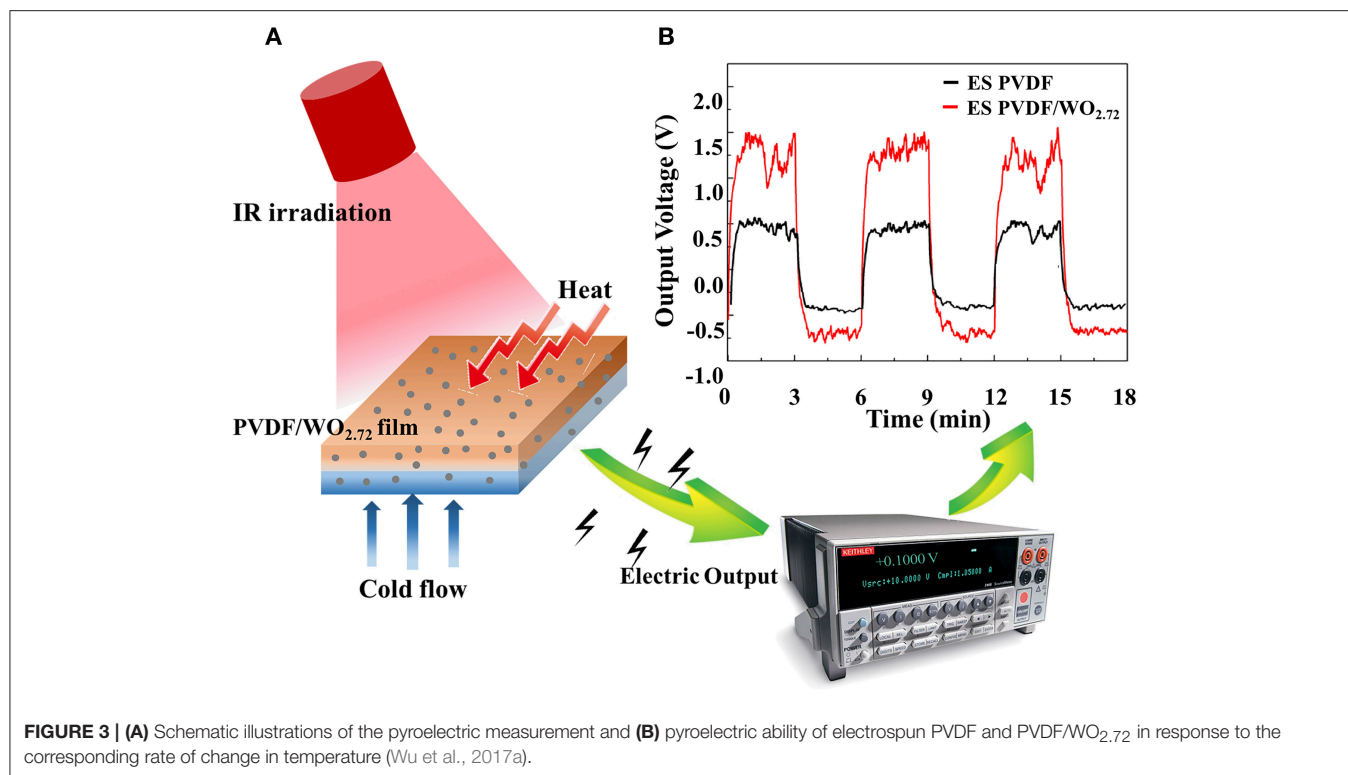 A
B
IR irradiation
Heat
PVDF/WO2.72 film
Cold flow
Electric Output
ES PVDF
ES PVDF/WO2.72
Output Voltage (V)
2.0
1.5
1.0
0.5
0.0
-0.5
-1.0
0 3 6 9 12 15 18
Time (min)
KEITHLEY
+0.1000 V
Vsrc:+10.0000 V Cmpl:1.05000 A
POWER
FIGURE 3 | (A) Schematic illustrations of the pyroelectric measurement and (B) pyroelectric ability of electrospun PVDF and PVDF/WO2.72 in response to the
corresponding rate of change in temperature (Wu et al., 2017a).